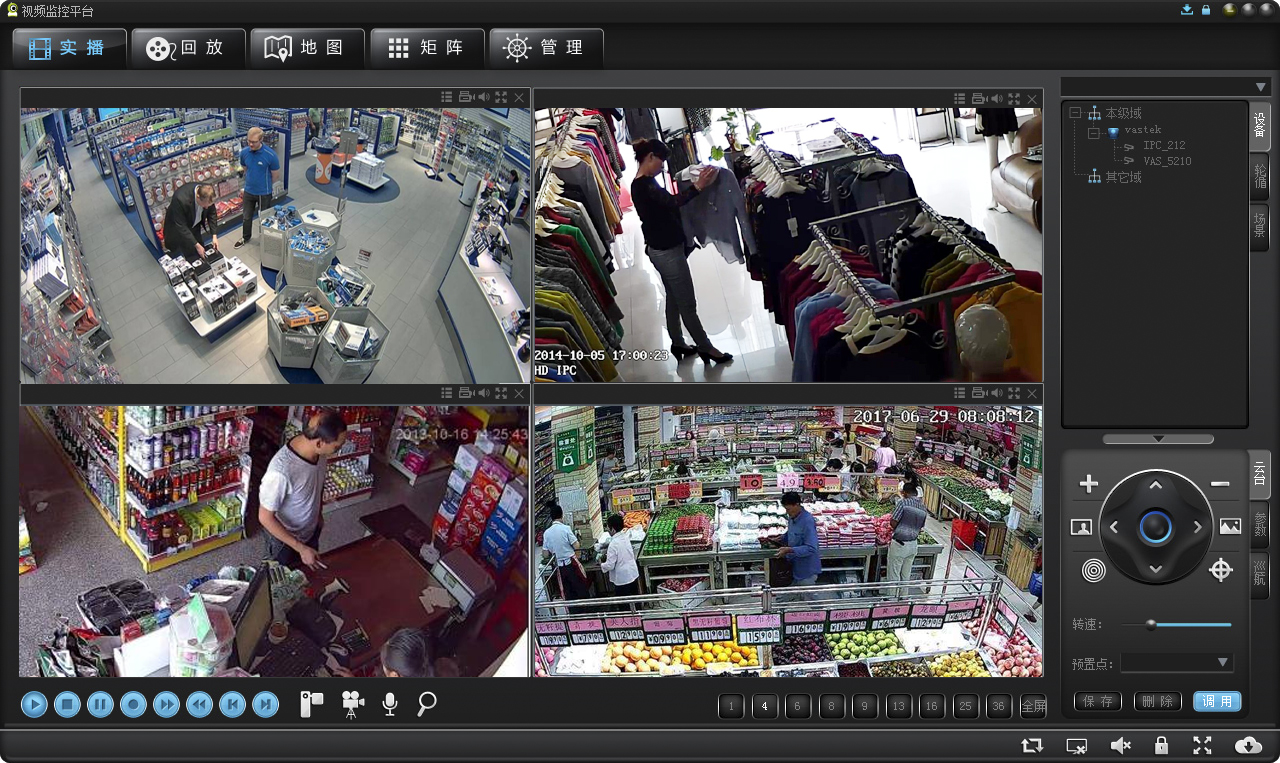 视频监控平台
实 播
回 放
地 图
矩 阵
管 理
2014-10-05 17:00:23
HD IPC
2013-10-16 14:25:43
2017-06-29 08:08:12
本级域
vastek
IPC_212
VAS_5210
其它域
设备
轮循
场景
云台
参数
巡航
转速:
预置点:
保 存
删 除
调 用
1
4
6
8
9
13
16
25
36
全屏